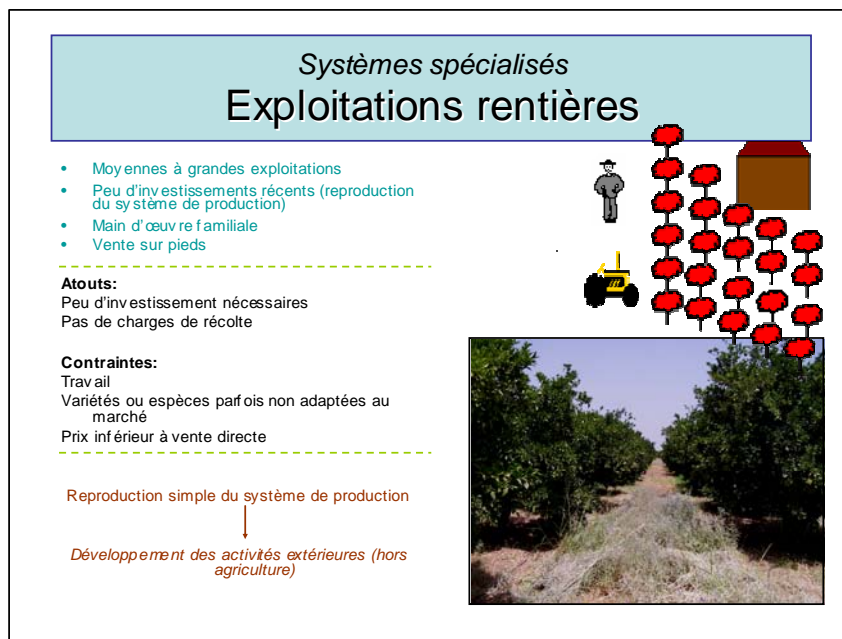 Systèmes spécialisés
Exploitations rentières
• Moyennes à grandes exploitations
• Peu d'investissements récents (reproduction
du système de production)
• Main d'œuvre familiale
• Vente sur pieds
Atouts:
Peu d'investissement nécessaires
Pas de charges de récolte
Contraintes:
Travail
Variétés ou espèces parfois non adaptées au
marché
Prix inférieur à vente directe
Reproduction simple du système de production
Développement des activités extérieures (hors
agriculture)